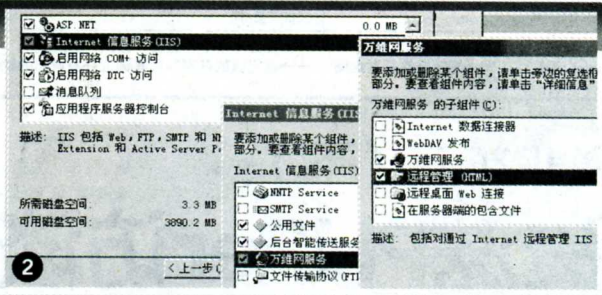 ASP.NET 0.0 MB
Internet 信息服务(IIS)
启用网络 COM+ 访问
启用网络 DTC 访问
消息队列
应用程序服务器控制台
描述: IIS 包括 Web, FTP, SMTP 和
Extension 和 Active Server
所需磁盘空间: 3.3 MB
可用磁盘空间: 3890.2 MB
<上一步
2
Internet 信息服务(IIS
要添加或删除某个组件,
部分。要查看组件内容,
Internet 信息服务(IIS)
NNTP Service
SMTP Service
公用文件
后台智能传送服务
万维网服务
文件传输协议
万维网服务
要添加或删除某个组件,请单击旁边的复选框
部分。要查看组件内容,请单击“详细信息”
万维网服务 的子组件(C):
Internet 数据连接器
WebDAV 发布
万维网服务
远程管理 (HTML)
远程桌面 Web 连接
在服务器端的包含文件
描述: 包括对通过 Internet 远程管理 IIS